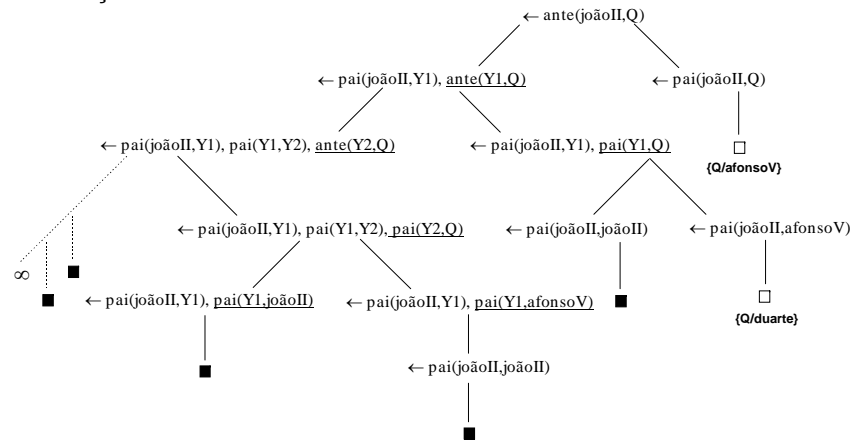 ← ante(joãoII,Q)
← pai(joãoII,Y1), ante(Y1,Q)
← pai(joãoII,Q)
← pai(joãoII,Y1), pai(Y1,Y2), ante(Y2,Q)
← pai(joãoII,Y1), pai(Y1,Q)
□
{Q/afonsoV}
← pai(joãoII,Y1), pai(Y1,Y2), pai(Y2,Q)
← pai(joãoII,joãoII)
← pai(joãoII,afonsoV)
∞
■
■
← pai(joãoII,Y1), pai(Y1,joãoII)
← pai(joãoII,Y1), pai(Y1,afonsoV)
■
□
{Q/duarte}
■
← pai(joãoII,joãoII)
■